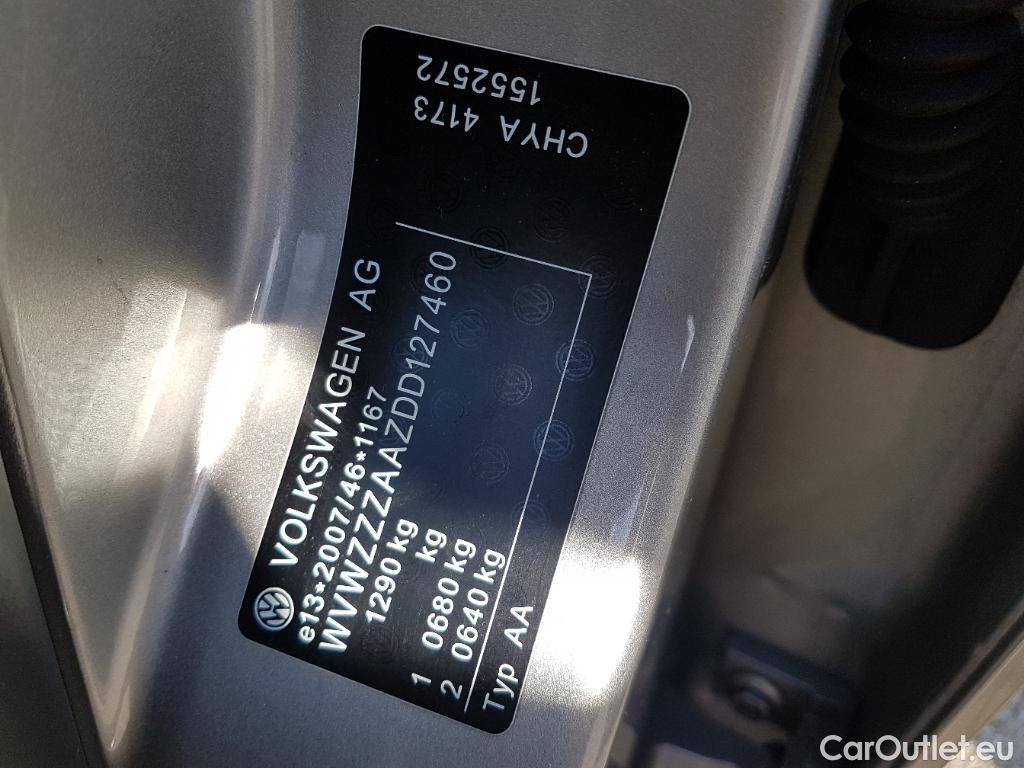 VOLKSWAGEN AG
e13*2007/46*1167
WVWZZZAAZDD127460
1290 kg
kg
1 0680 kg
2 0640 kg
Typ AA
CHYA 4173
1552572
CarOutlet.eu